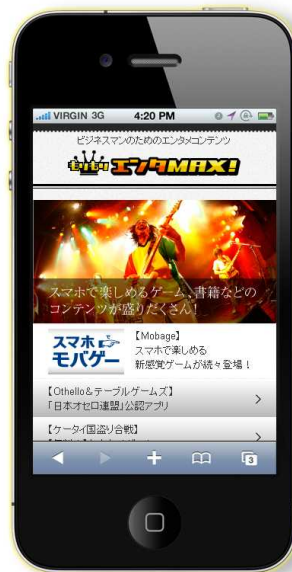 VIRGIN 3G 4:20 PM
ビジネスマンのためのエンタメコンテンツ
もりもり エンタMAX!
スマホで楽しめるゲーム、書籍などの
コンテンツが盛りだくさん!
スマホ
モバゲー
【Mobage】
スマホで楽しめる
新感覚ゲームが続々登場!
【Othello&テーブルゲームズ】
「日本オセロ連盟」公認アプリ
【ケータイ国盗り合戦】
3